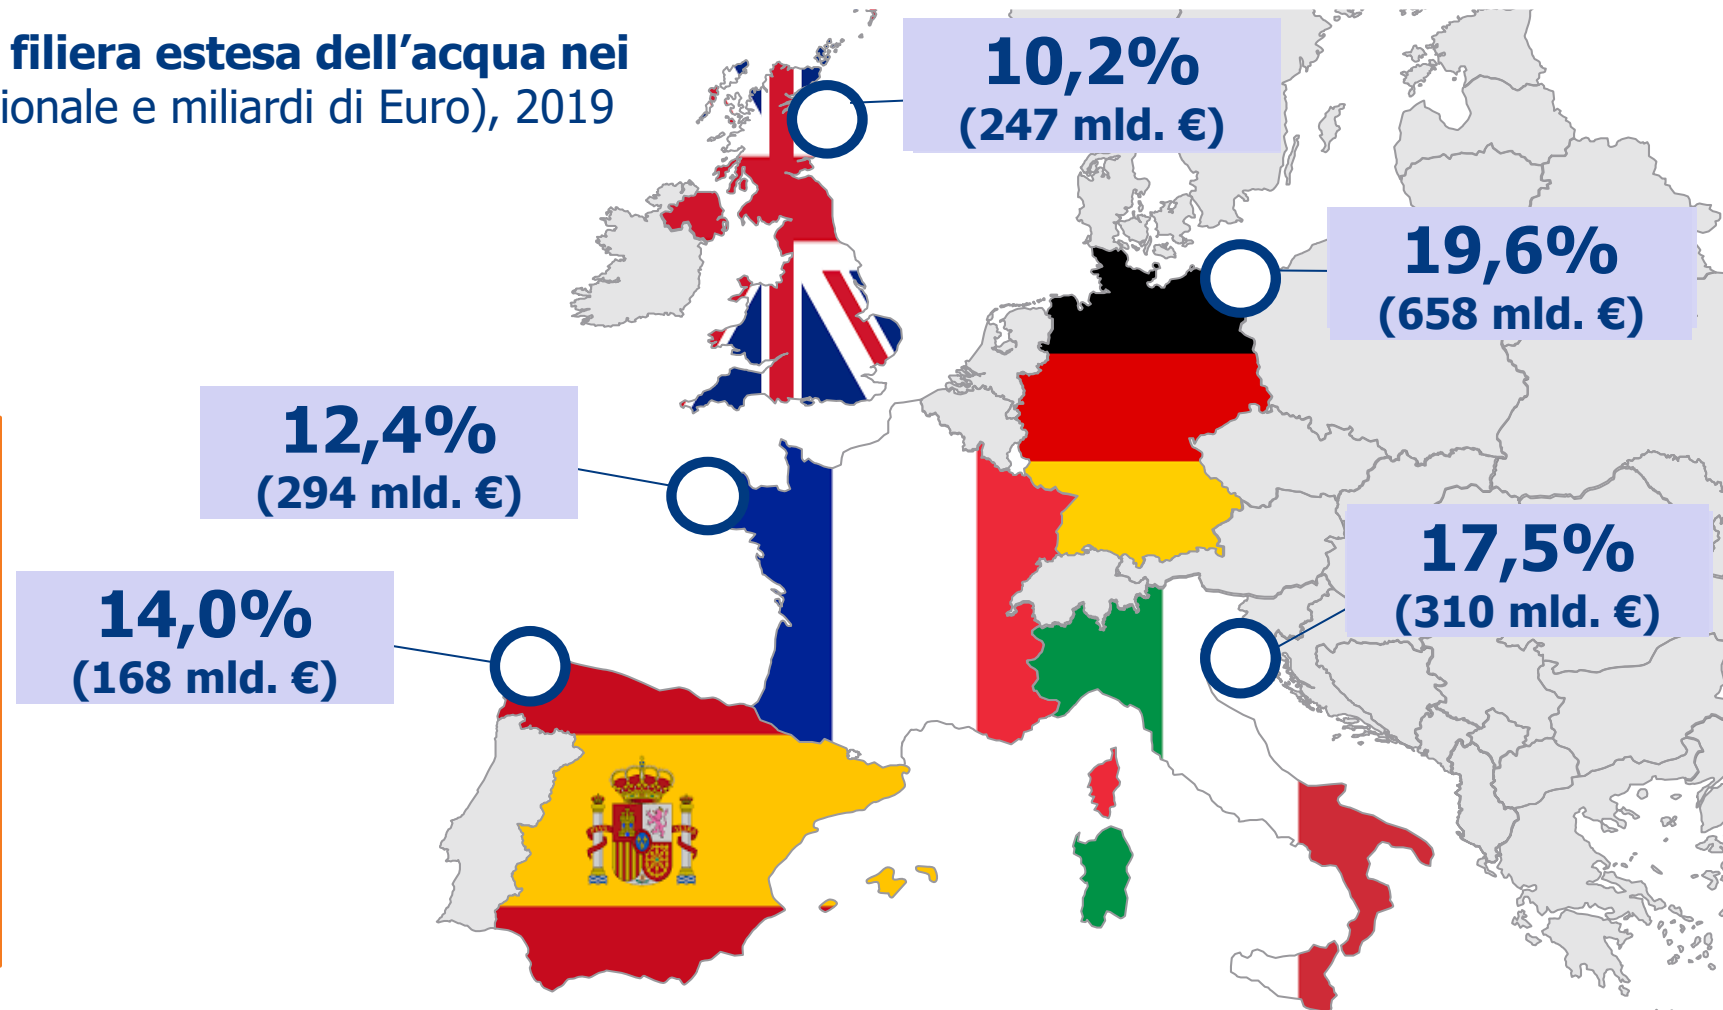 filiera estesa dell’acqua nei
ionale e miliardi di Euro), 2019
10,2%
(247 mld. €)
19,6%
(658 mld. €)
12,4%
(294 mld. €)
17,5%
(310 mld. €)
14,0%
(168 mld. €)